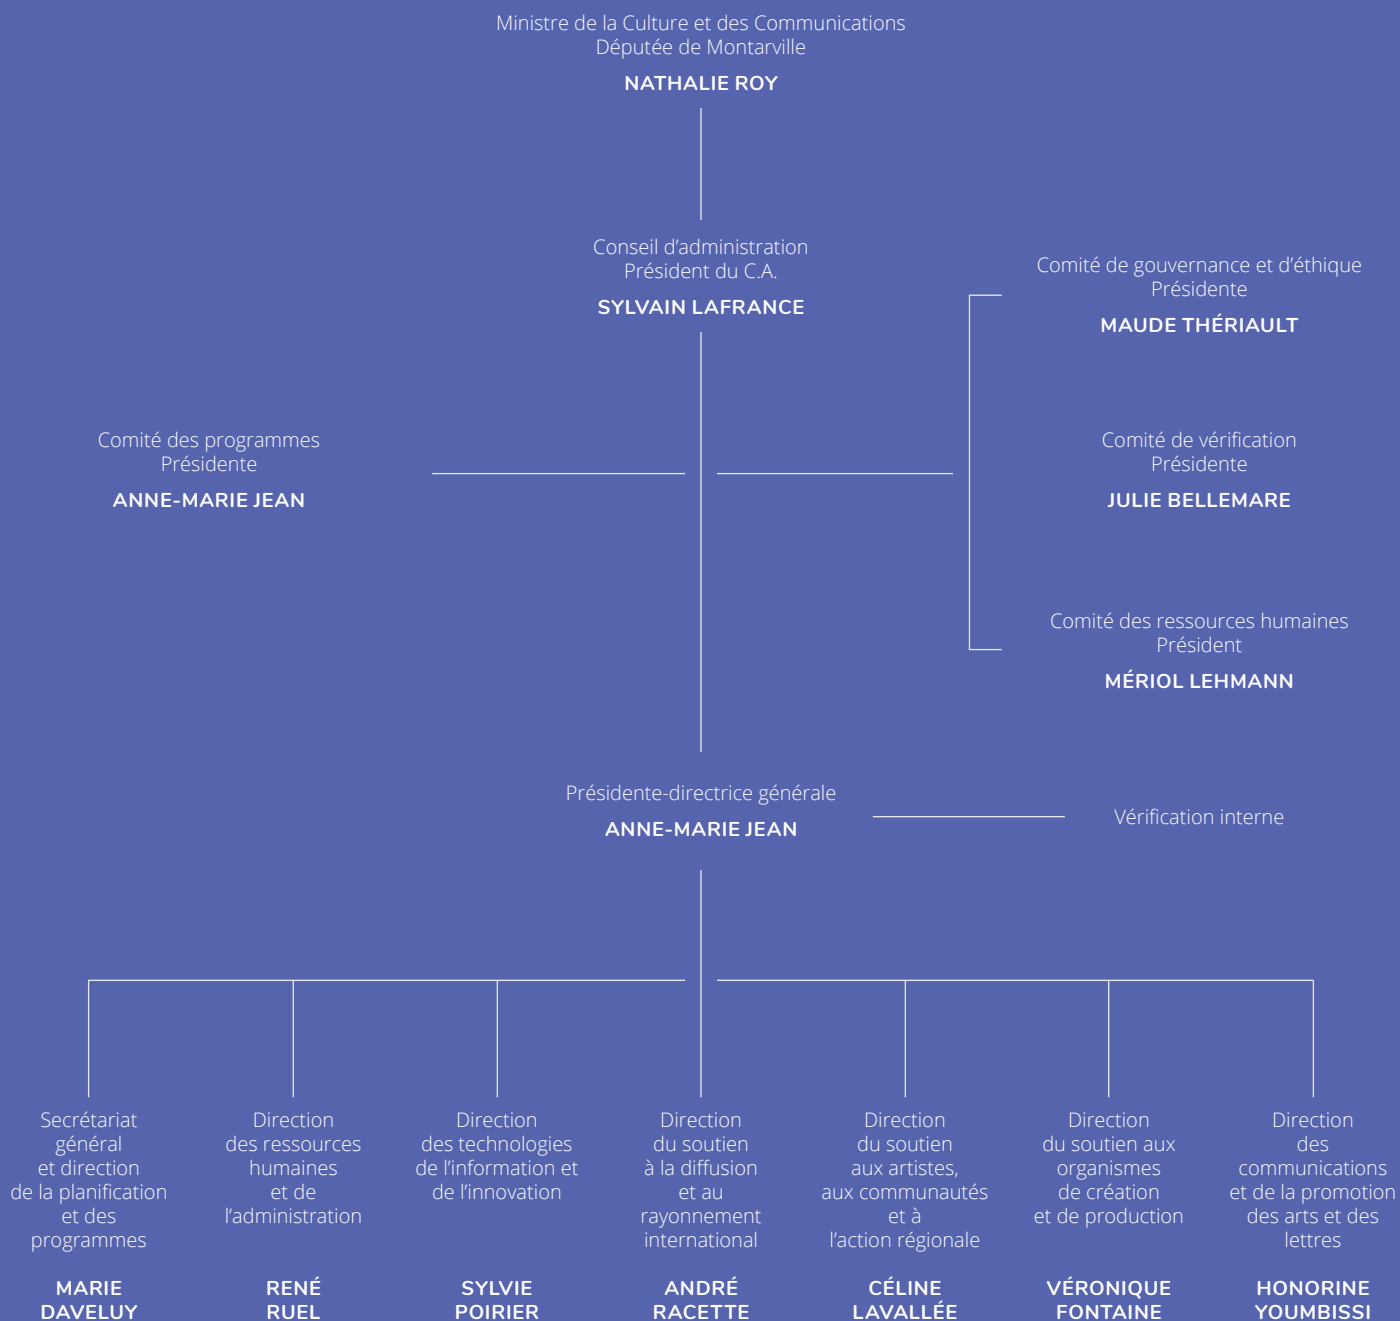 Ministre de la Culture et des Communications
Députée de Montarville
NATHALIE ROY
Conseil d'administration
Président du C.A.
SYLVAIN LAFRANCE
Comité de gouvernance et d'éthique
Présidente
MAUDE THÉRIAULT
Comité des programmes
Présidente
ANNE-MARIE JEAN
Comité de vérification
Présidente
JULIE BELLEMARE
Comité des ressources humaines
Président
MÉRIOL LEHMANN
Présidente-directrice générale
ANNE-MARIE JEAN
Vérification interne
Secrétariat
général
et direction
de la planification
et des
programmes
MARIE
DAVELUY
Direction
des ressources
humaines
et de
l'administration
RENÉ
RUEL
Direction
des technologies
de l'information et
de l'innovation
SYLVIE
POIRIER
Direction
du soutien
à la diffusion
et au
rayonnement
international
ANDRÉ
RACETTE
Direction
du soutien
aux artistes,
aux communautés
et à
l'action régionale
CÉLINE
LAVALLÉE
Direction
du soutien aux
organismes
de création
et de production
VÉRONIQUE
FONTAINE
Direction
des
communications
et de la promotion
des arts et des
lettres
HONORINE
YOUMBISSI